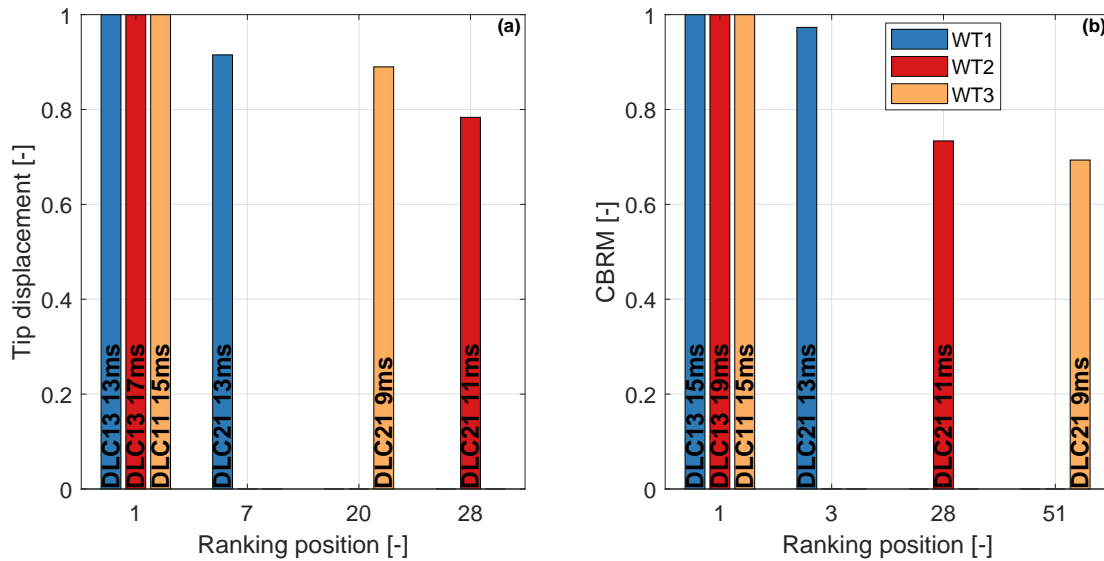 (a)
Tip displacement [-]
1
0.8
0.6
0.4
0.2
0
DLC13 13ms
DLC13 17ms
DLC11 15ms
DLC21 13ms
DLC21 9ms
DLC21 11ms
1 7 20 28
Ranking position [-]
(b)
WT1
WT2
WT3
CBRM [-]
1
0.8
0.6
0.4
0.2
0
DLC13 15ms
DLC13 19ms
DLC11 15ms
DLC21 13ms
DLC21 11ms
DLC21 9ms
1 3 28 51
Ranking position [-]